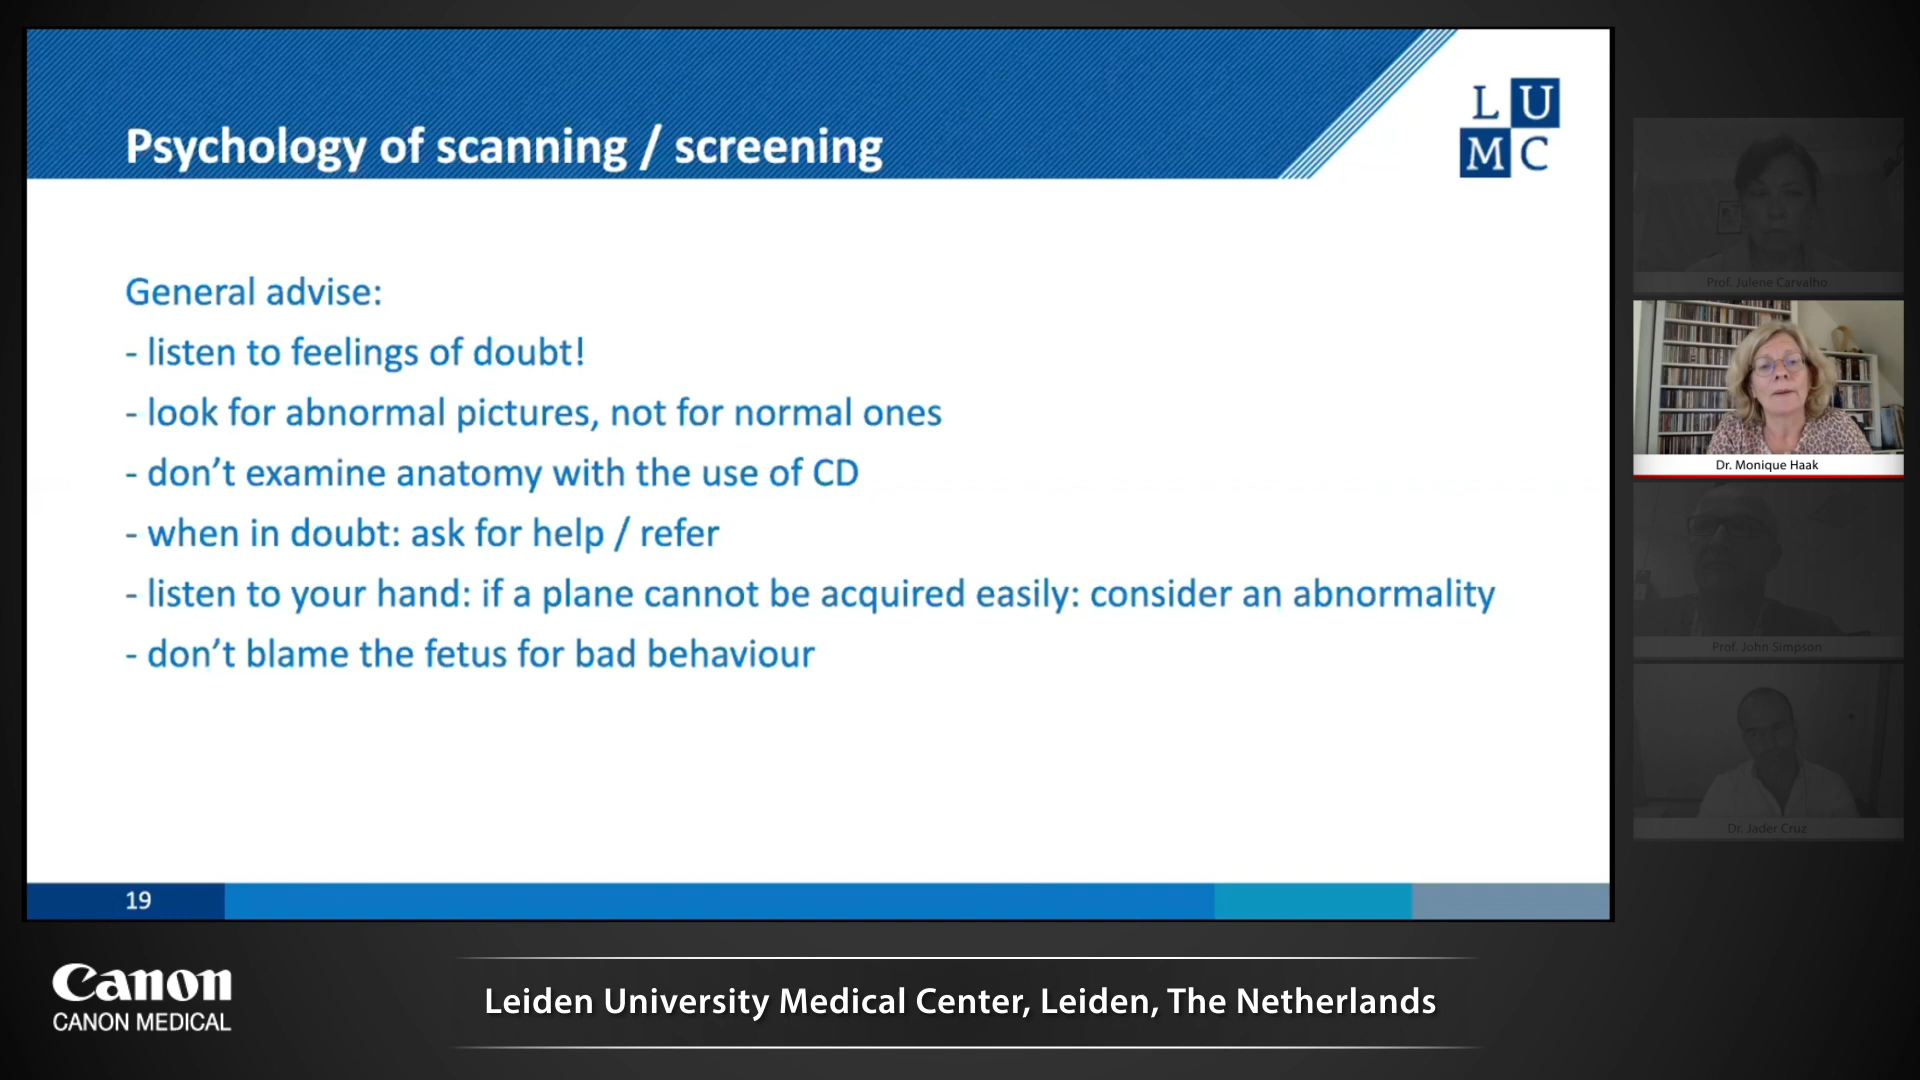 Psychology of scanning / screening
L U
M C
General advise:
- listen to feelings of doubt!
- look for abnormal pictures, not for normal ones
- don’t examine anatomy with the use of CD
- when in doubt: ask for help / refer
- listen to your hand: if a plane cannot be acquired easily: consider an abnormality
- don’t blame the fetus for bad behaviour
19
Prof. Julene Carvalho
Dr. Monique Haak
Prof. John Simpson
Dr. Jader Cruz
Canon
CANON MEDICAL
Leiden University Medical Center, Leiden, The Netherlands